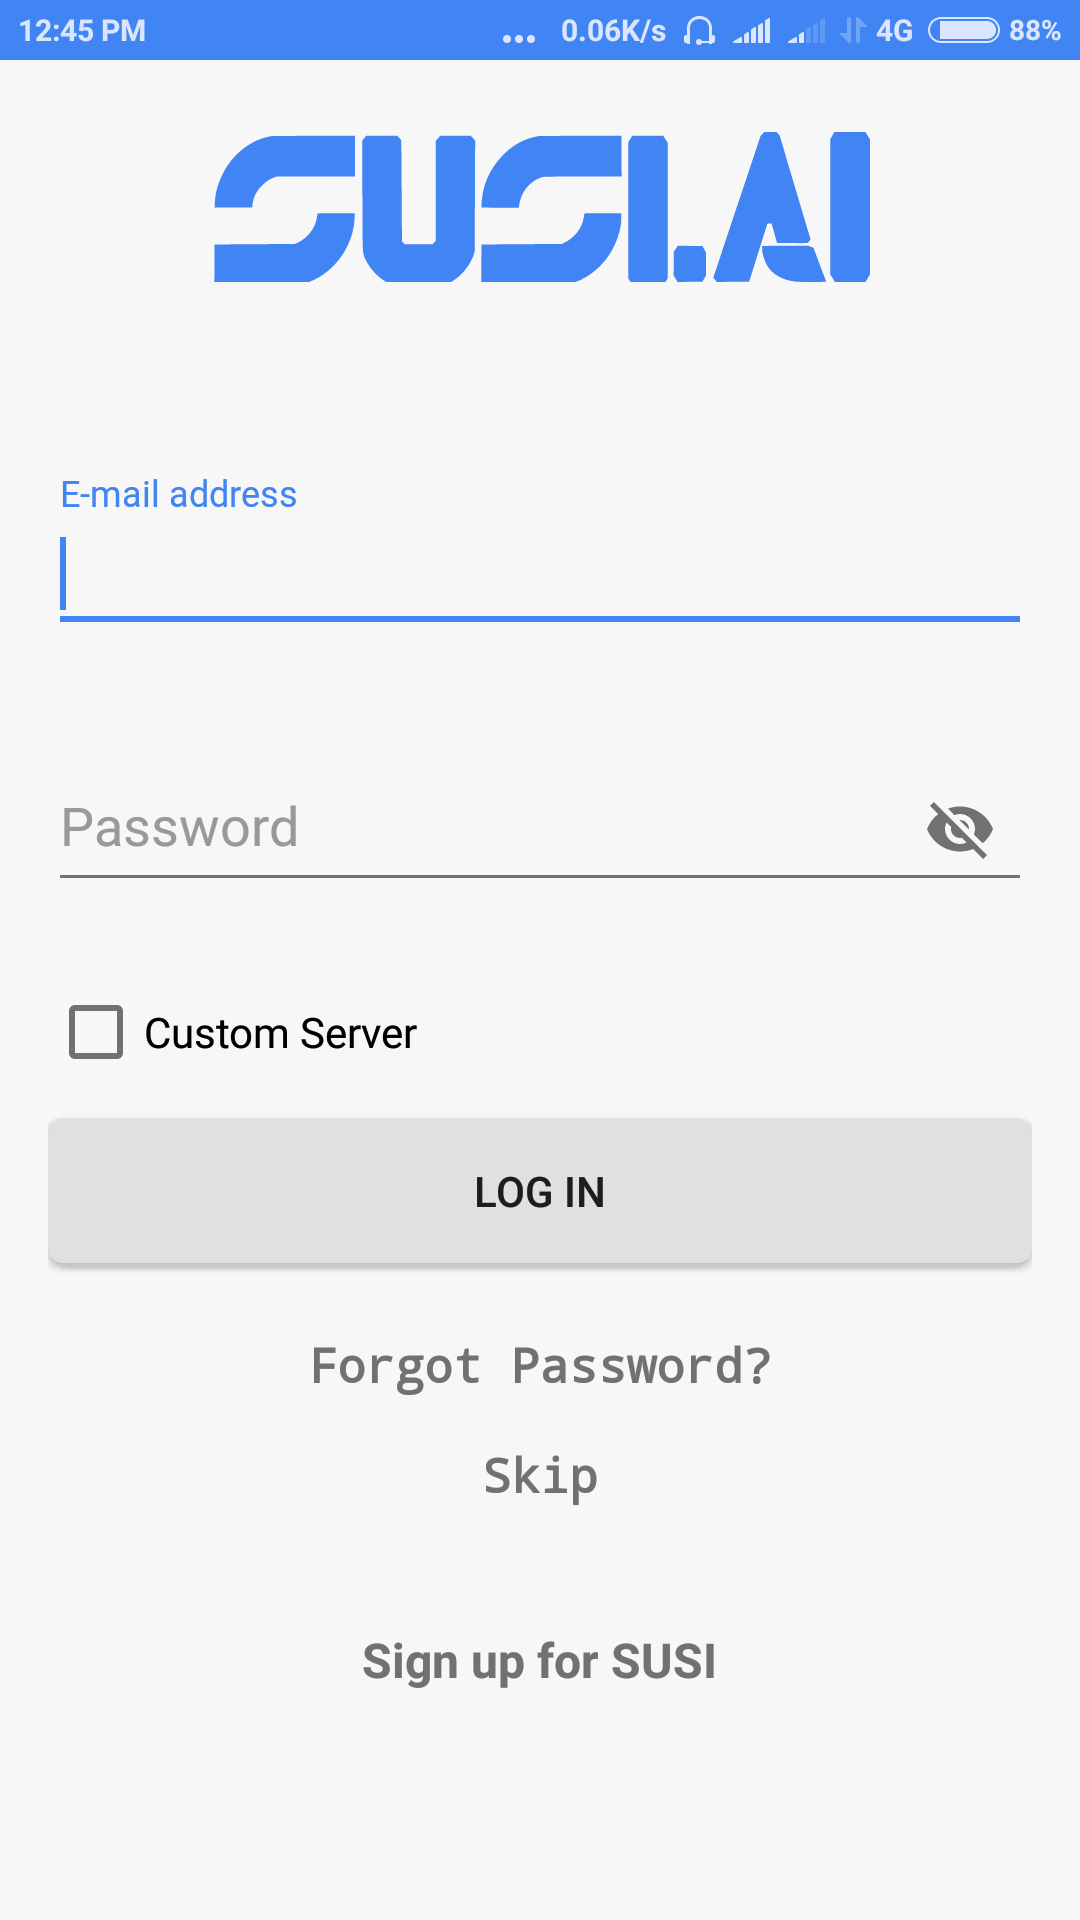 12:45 PM ... 0.06K/s 4G 88%
SUSI.AI
E-mail address
Password
Custom Server
LOG IN
Forgot Password?
Skip
Sign up for SUSI